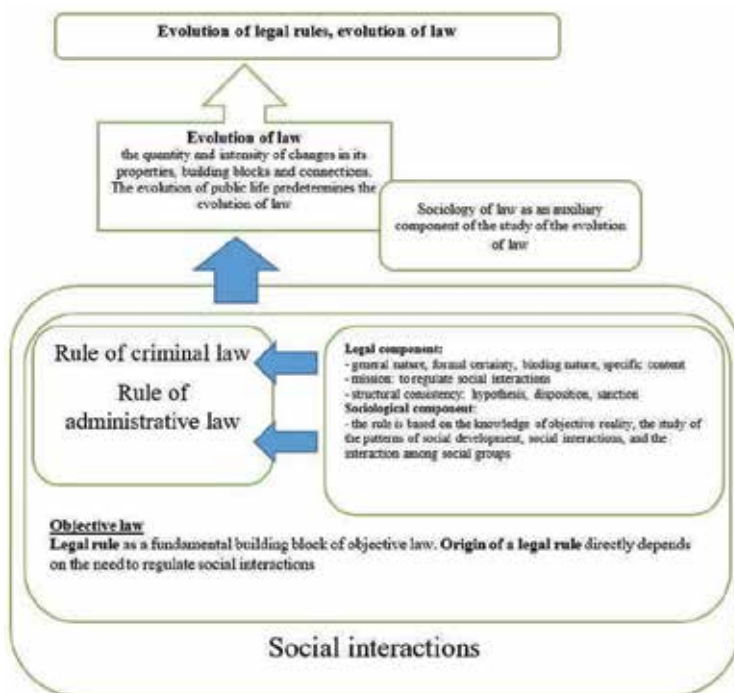 Evolution of legal rules, evolution of law
Evolution of law
the quantity and intensity of changes in its
properties, building blocks and connections.
The evolution of public life predetermines the
evolution of law
Sociology of law as an auxiliary
component of the study of the evolution
of law
Rule of criminal law
Rule of
administrative law
Legal component:
- general nature, formal certainty, binding nature, specific content
- mission: to regulate social interactions
- structural consistency: hypothesis, disposition, sanction
Sociological component:
- the rule is based on the knowledge of objective reality, the study of
the patterns of social development, social interactions, and the
interaction among social groups
Objective law
Legal rule as a fundamental building block of objective law. Origin of a legal rule directly depends
on the need to regulate social interactions
Social interactions